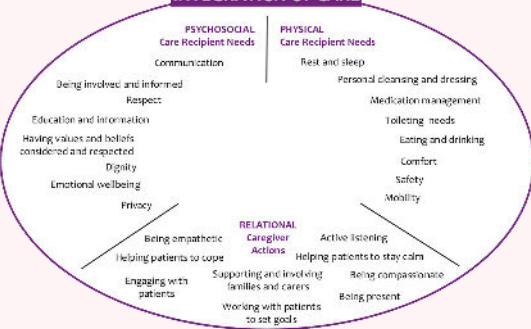 INTEGRATION OF CARE
PSYCHOSOCIAL
Care Recipient Needs
Communication
Being involved and informed
Respect
Education and information
Having values and beliefs
considered and respected
Dignity
Emotional wellbeing
Privacy
PHYSICAL
Care Recipient Needs
Rest and sleep
Personal cleansing and dressing
Medication management
Toileting needs
Eating and drinking
Comfort
Safety
Mobility
RELATIONAL
Caregiver
Actions
Being empathetic
Helping patients to cope
Engaging with
patients
Supporting and involving
families and carers
Working with patients
to set goals
Active listening
Helping patients to stay calm
Being compassionate
Being present